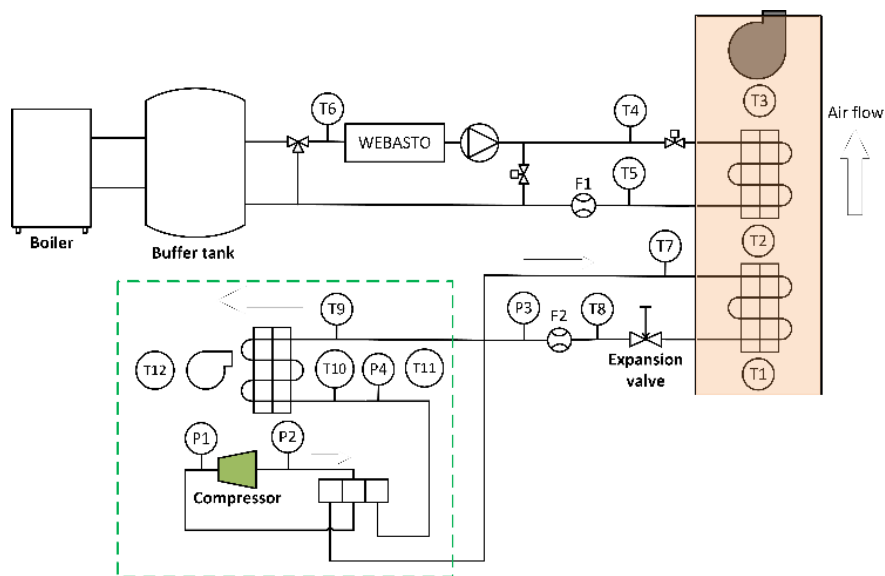 T6
T4
T3
Air flow
WEBASTO
F1
T5
Boiler
Buffer tank
T2
T7
T9
P3
F2
T8
T12
T10
P4
T11
Expansion
valve
T1
P1
P2
Compressor